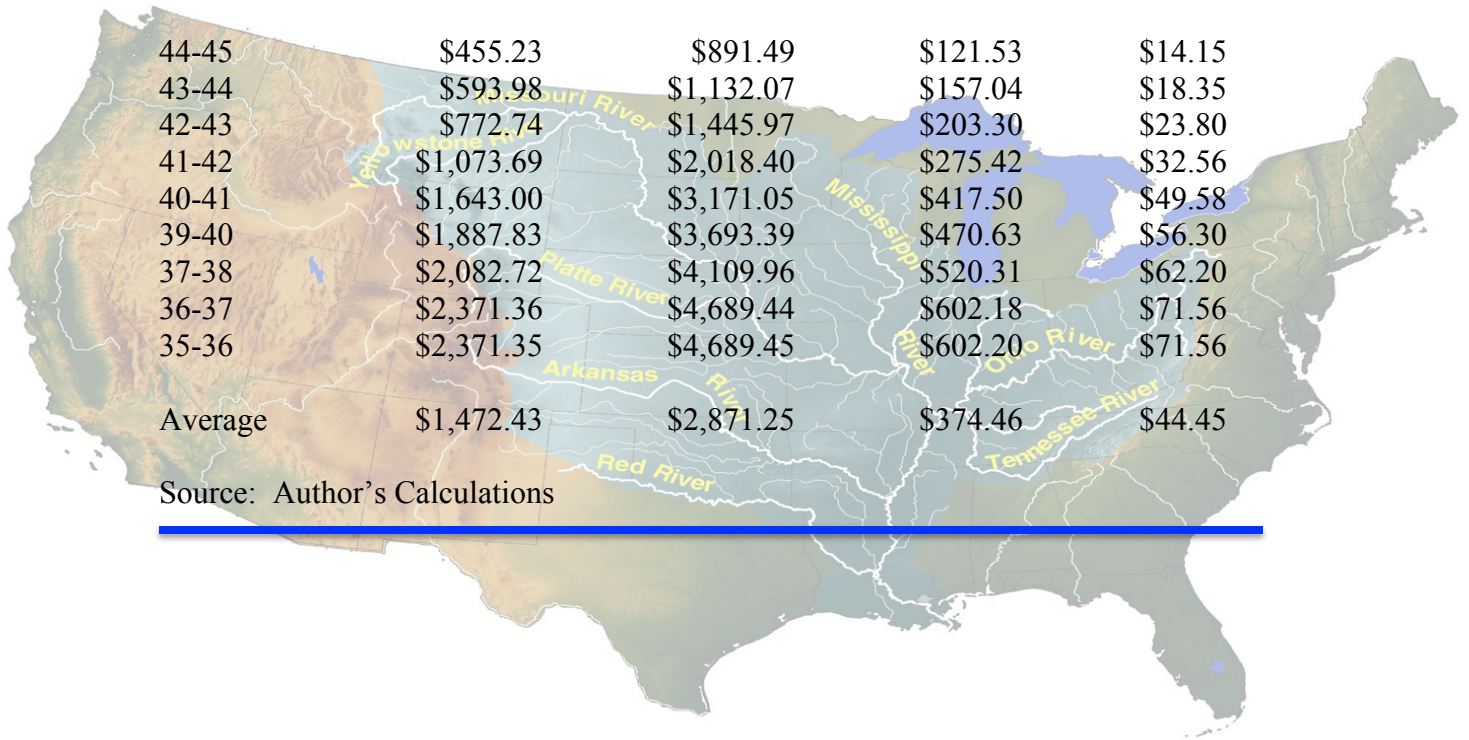 44-45 $455.23 $891.49 $121.53 $14.15
43-44 $593.98 $1,132.07 $157.04 $18.35
42-43 $772.74 $1,445.97 $203.30 $23.80
41-42 $1,073.69 $2,018.40 $275.42 $32.56
40-41 $1,643.00 $3,171.05 $417.50 $49.58
39-40 $1,887.83 $3,693.39 $470.63 $56.30
37-38 $2,082.72 $4,109.96 $520.31 $62.20
36-37 $2,371.36 $4,689.44 $602.18 $71.56
35-36 $2,371.35 $4,689.45 $602.20 $71.56
Average $1,472.43 $2,871.25 $374.46 $44.45
Source: Author’s Calculations
Missouri River
Yellowstone River
Mississippi River
Platte River
Ohio River
Arkansas River
Tennessee River
Red River